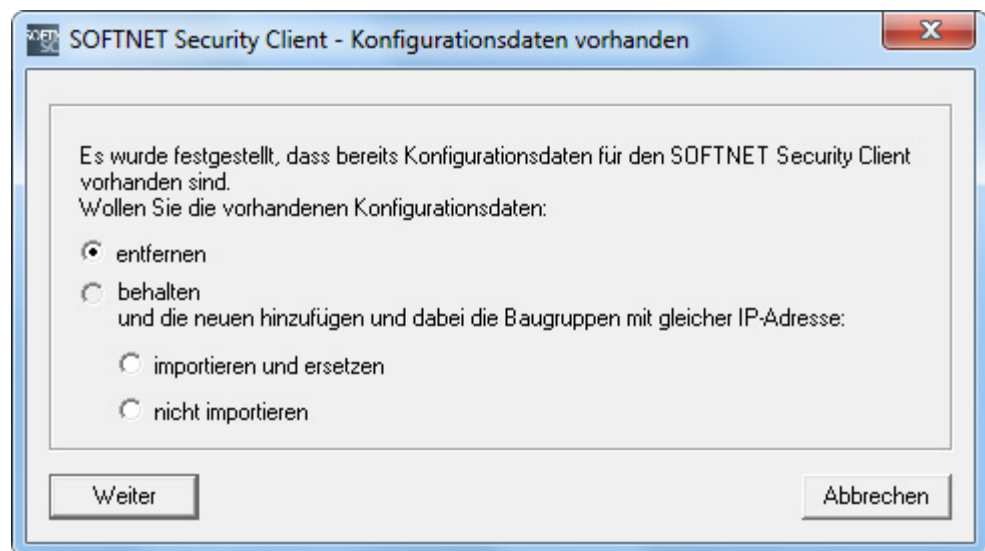 SOFTNET Security Client - Konfigurationsdaten vorhanden
Es wurde festgestellt, dass bereits Konfigurationsdaten für den SOFTNET Security Client
vorhanden sind.
Wollen Sie die vorhandenen Konfigurationsdaten:
entfernen
behalten
und die neuen hinzufügen und dabei die Baugruppen mit gleicher IP-Adresse:
importieren und ersetzen
nicht importieren
Weiter
Abbrechen